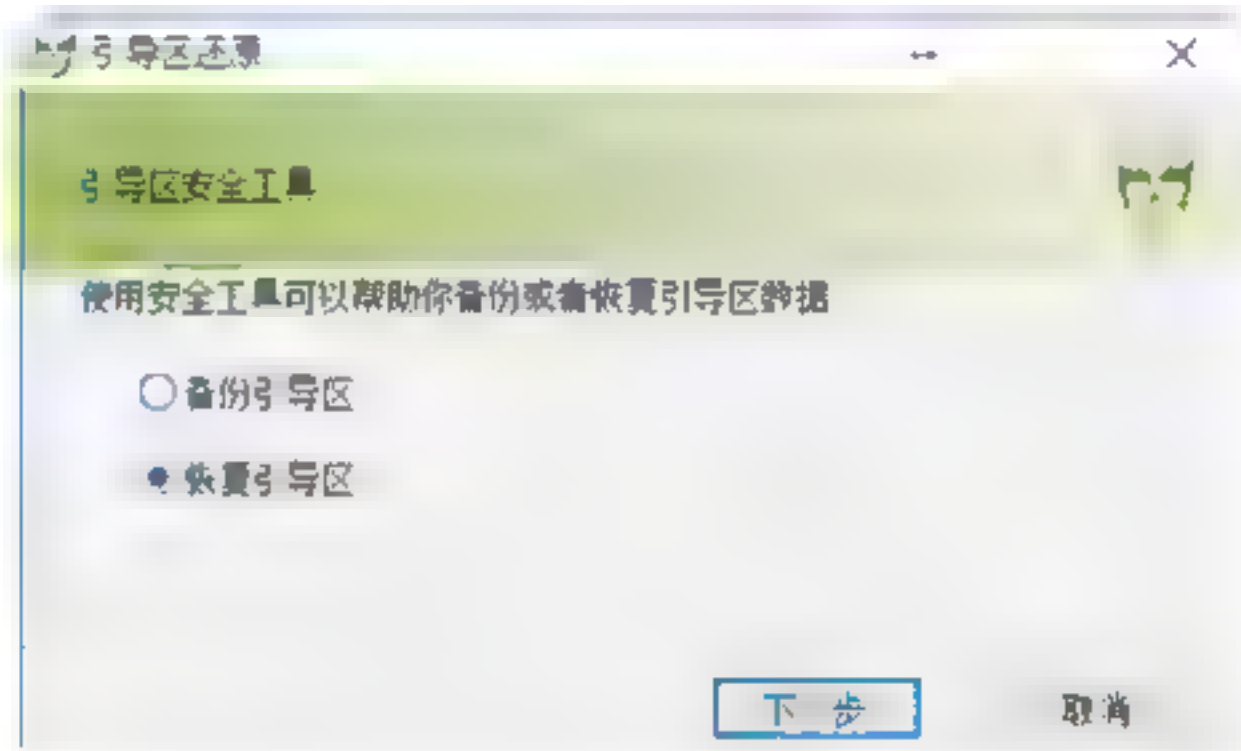 引导区还原
引导区安全工具
使用安全工具可以帮助你备份或者恢复引导区数据
备份引导区
恢复引导区
下一步
取消